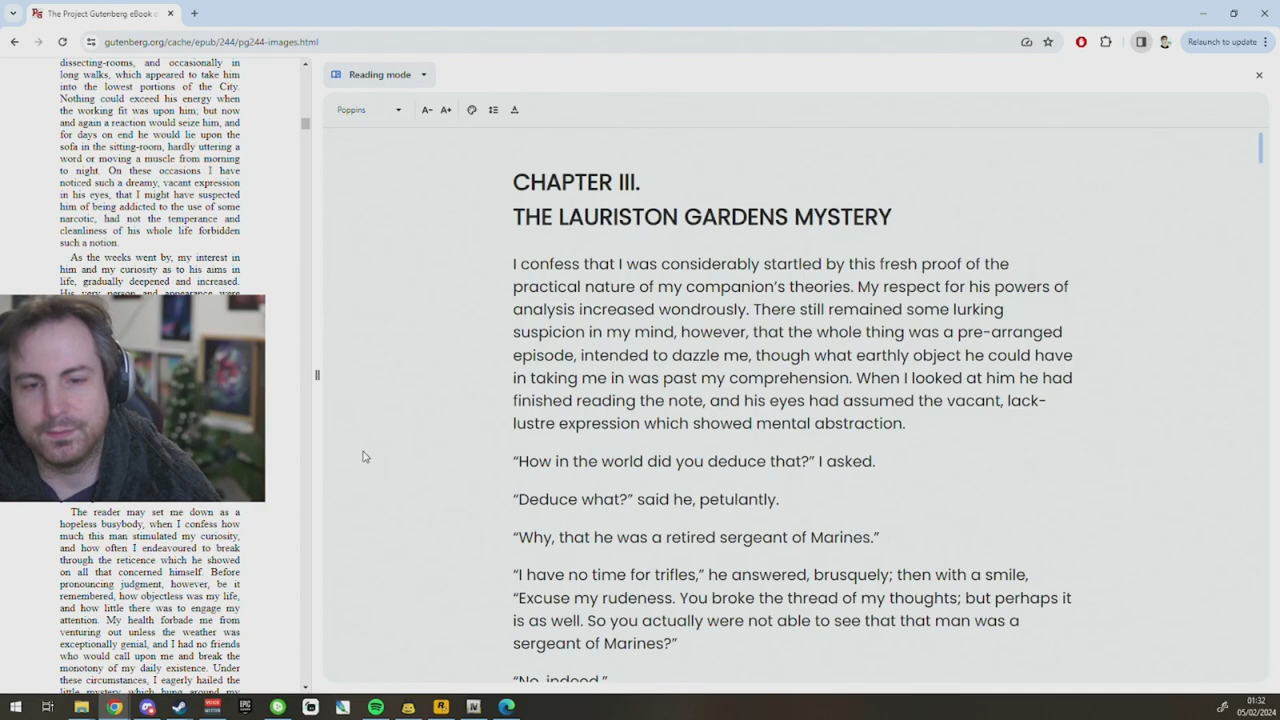 The Project Gutenberg eBook o
gutenberg.org/cache/epub/244/pg244-images.html
Relaunch to update
dissecting-rooms, and occasionally in
long walks, which appeared to take him
into the lowest portions of the City.
Nothing could exceed his energy when
the working fit was upon him; but now
and again a reaction would seize him, and
for days on end he would lie upon the
sofa in the sitting-room, hardly uttering a
word or moving a muscle from morning
to night. On these occasions I have
noticed such a dreamy, vacant expression
in his eyes, that I might have suspected
him of being addicted to the use of some
narcotic, had not the temperance and
cleanliness of his whole life forbidden
such a notion.
As the weeks went by, my interest in
him and my curiosity as to his aims in
life, gradually deepened and increased.
His very person and appearance were
The reader may set me down as a
hopeless busybody, when I confess how
much this man stimulated my curiosity,
and how often I endeavoured to break
through the reticence which he showed
on all that concerned himself. Before
pronouncing judgment, however, be it
remembered, how objectless was my life,
and how little there was to engage my
attention. My health forbade me from
venturing out unless the weather was
exceptionally genial, and I had no friends
who would call upon me and break the
monotony of my daily existence. Under
these circumstances, I eagerly hailed the
little mystery which hung around my
Reading mode
Poppins
A- A+
CHAPTER III.
THE LAURISTON GARDENS MYSTERY
I confess that I was considerably startled by this fresh proof of the
practical nature of my companion’s theories. My respect for his powers of
analysis increased wondrously. There still remained some lurking
suspicion in my mind, however, that the whole thing was a pre-arranged
episode, intended to dazzle me, though what earthly object he could have
in taking me in was past my comprehension. When I looked at him he had
finished reading the note, and his eyes had assumed the vacant, lack-
lustre expression which showed mental abstraction.
“How in the world did you deduce that?” I asked.
“Deduce what?” said he, petulantly.
“Why, that he was a retired sergeant of Marines.”
“I have no time for trifles,” he answered, brusquely; then with a smile,
“Excuse my rudeness. You broke the thread of my thoughts; but perhaps it
is as well. So you actually were not able to see that that man was a
sergeant of Marines?”
“No, indeed.”
01:32
05/02/2024